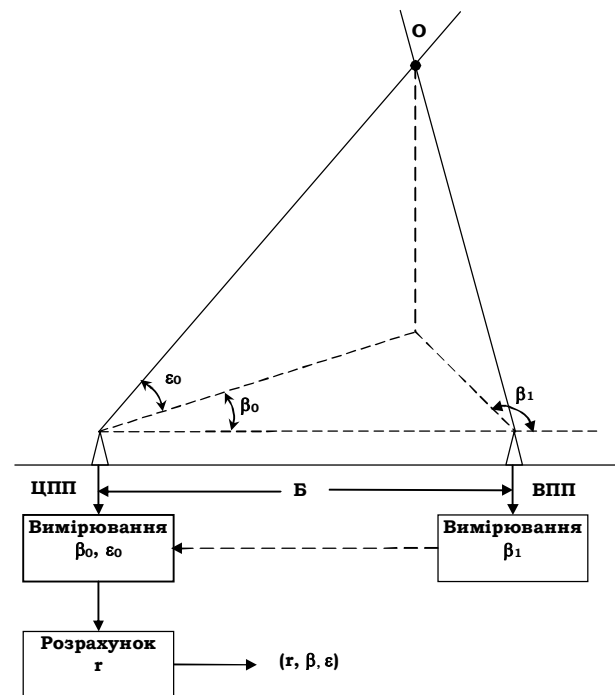 О
ε₀
β₀
β₁
ЦПП
Б
ВПП
Вимірювання
β₀, ε₀
Вимірювання
β₁
Розрахунок
r
(r, β, ε)